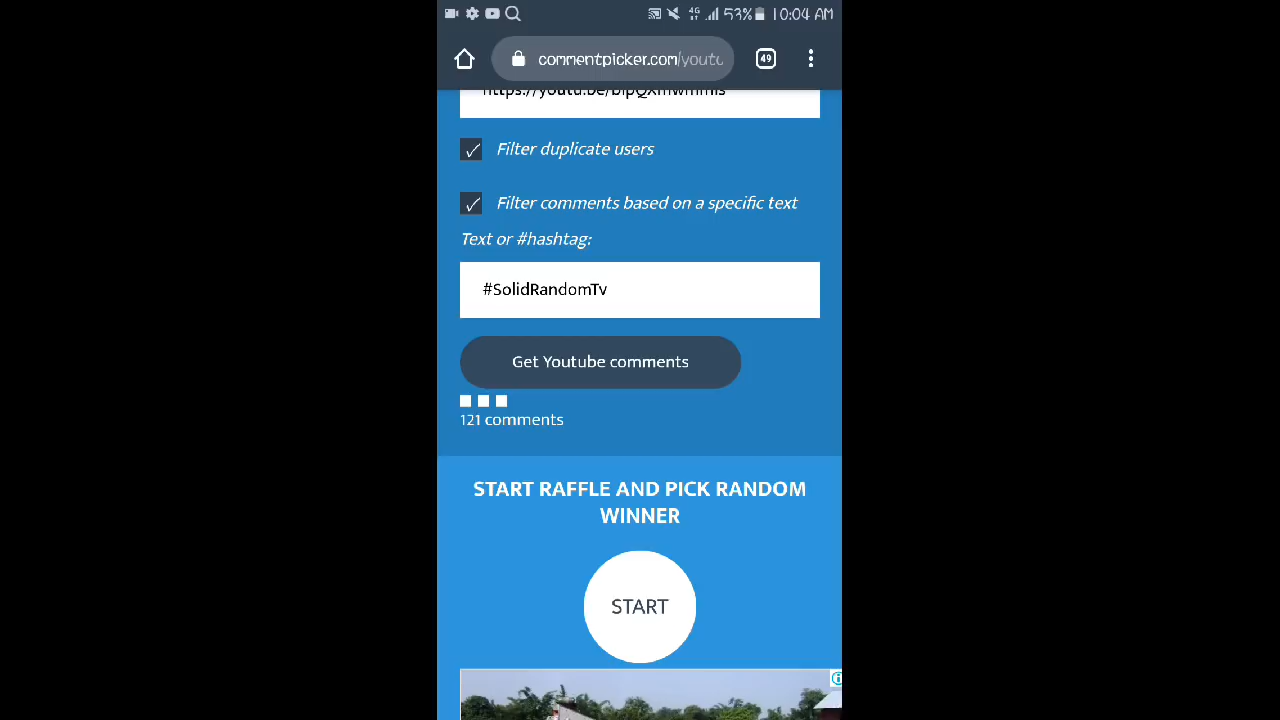 4G 53% 10:04 AM
commentpicker.com/youtu
49
Filter duplicate users
Filter comments based on a specific text
Text or #hashtag:
#SolidRandomTv
Get Youtube comments
121 comments
START RAFFLE AND PICK RANDOM
WINNER
START